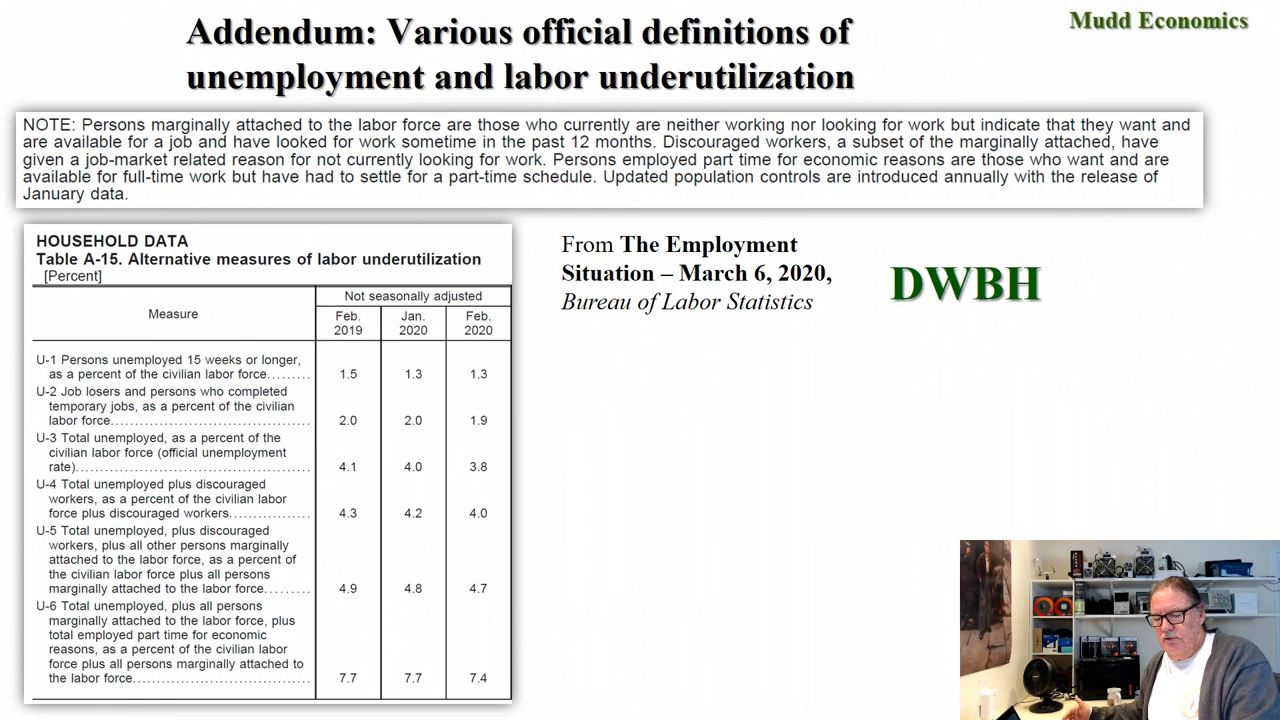 Addendum: Various official definitions of
unemployment and labor underutilization
Mudd Economics
NOTE: Persons marginally attached to the labor force are those who currently are neither working nor looking for work but indicate that they want and
are available for a job and have looked for work sometime in the past 12 months. Discouraged workers, a subset of the marginally attached, have
given a job-market related reason for not currently looking for work. Persons employed part time for economic reasons are those who want and are
available for full-time work but have had to settle for a part-time schedule. Updated population controls are introduced annually with the release of
January data.
HOUSEHOLD DATA
Table A-15. Alternative measures of labor underutilization
[Percent]
Measure
Not seasonally adjusted
Feb. 2019
Jan. 2020
Feb. 2020
U-1 Persons unemployed 15 weeks or longer,
as a percent of the civilian labor force......... 1.5 1.3 1.3
U-2 Job losers and persons who completed
temporary jobs, as a percent of the civilian
labor force.......................................... 2.0 2.0 1.9
U-3 Total unemployed, as a percent of the
civilian labor force (official unemployment
rate)................................................. 4.1 4.0 3.8
U-4 Total unemployed plus discouraged
workers, as a percent of the civilian labor
force plus discouraged workers................. 4.3 4.2 4.0
U-5 Total unemployed, plus discouraged
workers, plus all other persons marginally
attached to the labor force, as a percent of
the civilian labor force plus all persons
marginally attached to the labor force......... 4.9 4.8 4.7
U-6 Total unemployed, plus all persons
marginally attached to the labor force, plus
total employed part time for economic
reasons, as a percent of the civilian labor
force plus all persons marginally attached to
the labor force...................................... 7.7 7.7 7.4
From The Employment
Situation – March 6, 2020,
Bureau of Labor Statistics
DWBH